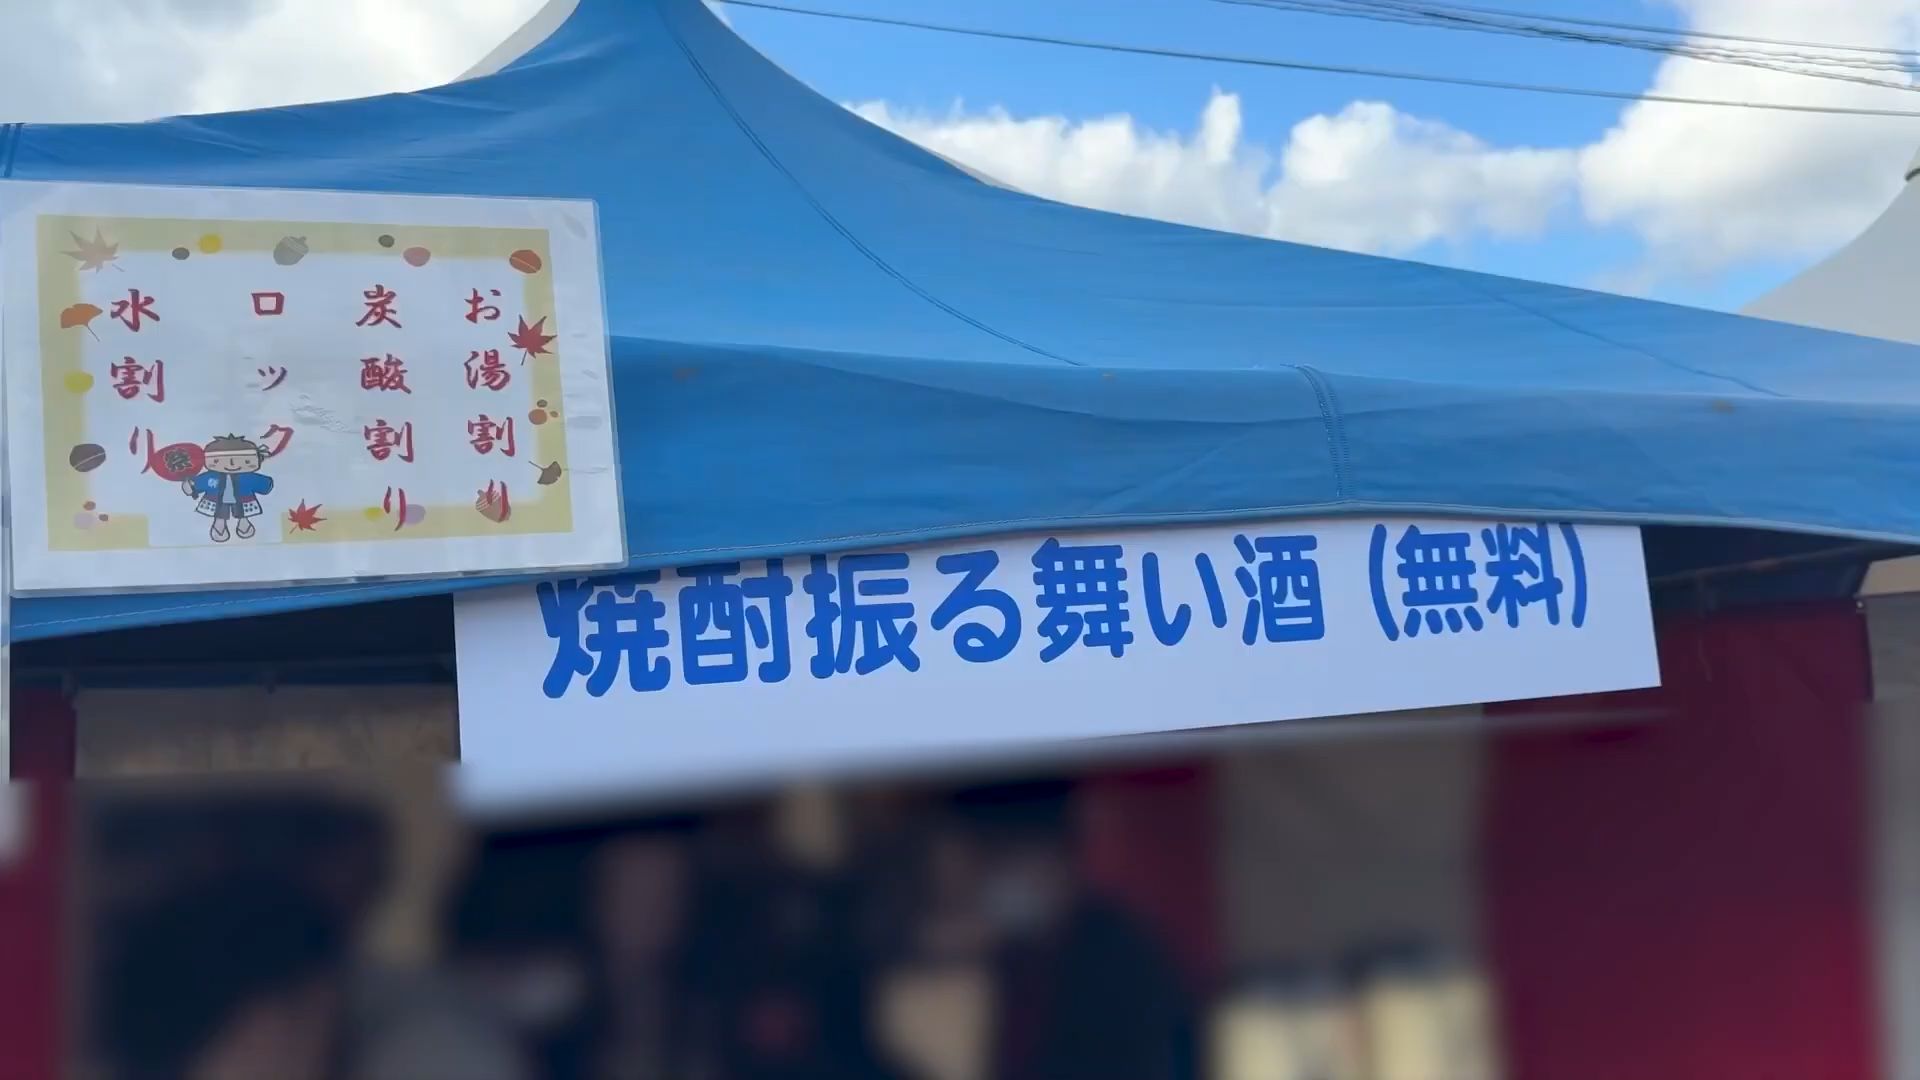 お湯割り
炭酸割り
ロック
水割り
祭
焼酎振る舞い酒（無料）